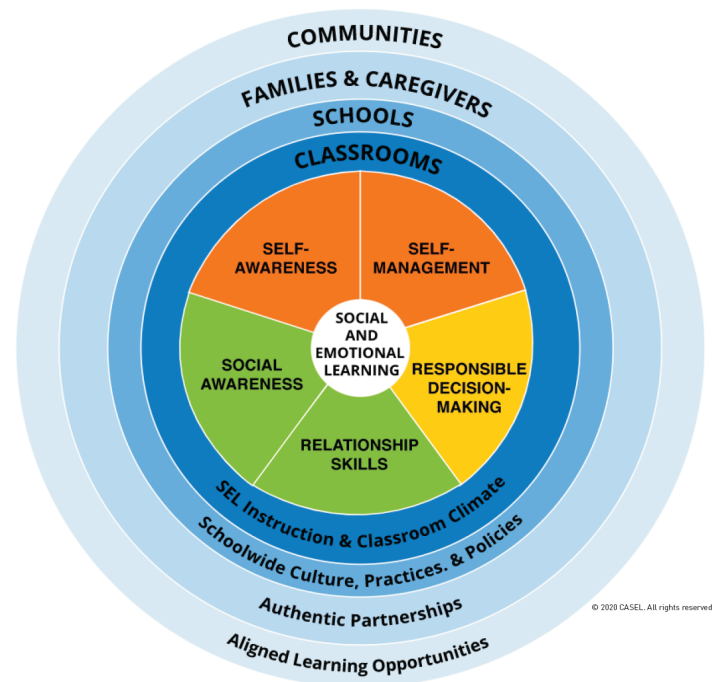 COMMUNITIES
FAMILIES & CAREGIVERS
SCHOOLS
CLASSROOMS
SELF-
AWARENESS
SELF-
MANAGEMENT
SOCIAL
AND
EMOTIONAL
LEARNING
SOCIAL
AWARENESS
RESPONSIBLE
DECISION-
MAKING
RELATIONSHIP
SKILLS
SEL Instruction & Classroom Climate
Schoolwide Culture, Practices. & Policies
Authentic Partnerships
Aligned Learning Opportunities
© 2020 CASEL. All rights reserved